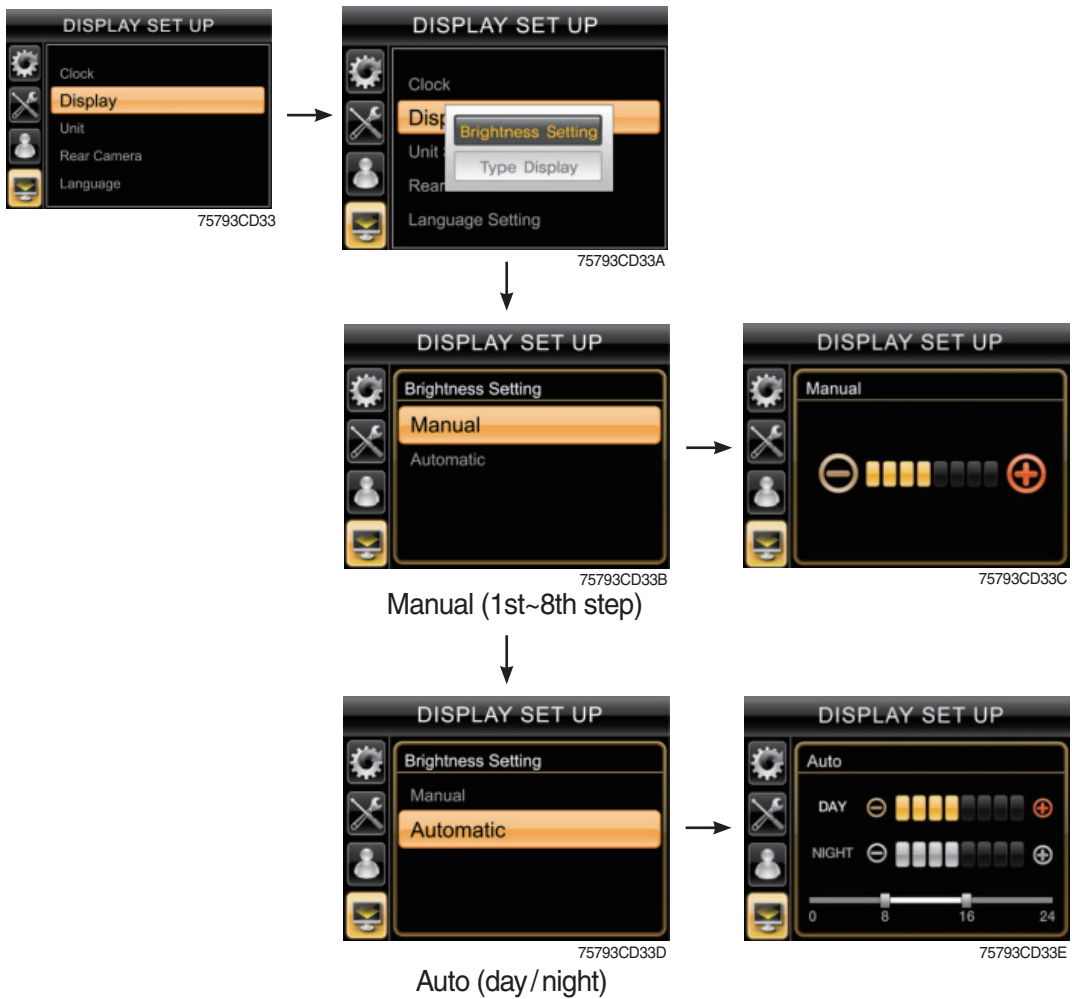 DISPLAY SET UP
Clock
Display
Unit
Rear Camera
Language
75793CD33
DISPLAY SET UP
Clock
Disp
Brightness Setting
Unit
Type Display
Rear
Language Setting
75793CD33A
DISPLAY SET UP
Brightness Setting
Manual
Automatic
75793CD33B
Manual (1st~8th step)
DISPLAY SET UP
Manual
75793CD33C
DISPLAY SET UP
Brightness Setting
Manual
Automatic
75793CD33D
Auto (day/night)
DISPLAY SET UP
Auto
DAY
NIGHT
0 8 16 24
75793CD33E